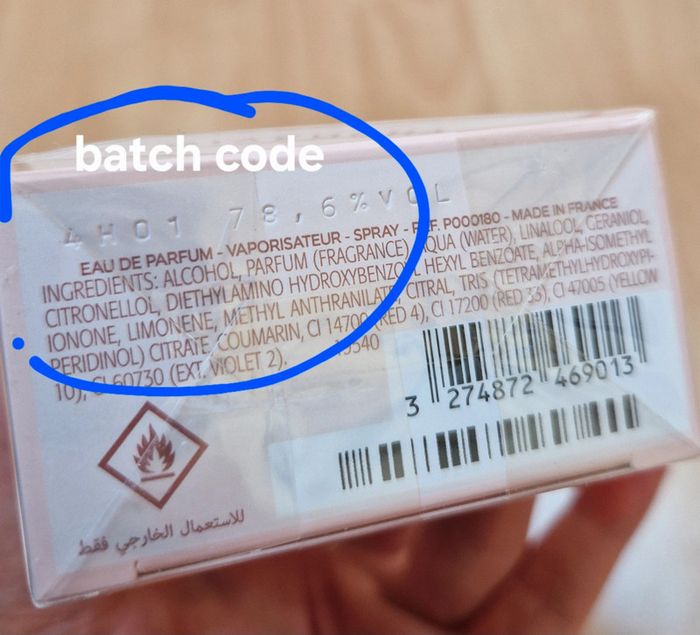 batch code
4H01 78,6%VOL
EAU DE PARFUM - VAPORISATEUR - SPRAY - REF. P000180 - MADE IN FRANCE
INGREDIENTS: ALCOHOL, PARFUM (FRAGRANCE), AQUA (WATER), LINALOOL, GERANIOL,
CITRONELLOL, DIETHYLAMINO HYDROXYBENZOYL HEXYL BENZOATE, ALPHA-ISOMETHYL
IONONE, LIMONENE, METHYL ANTHRANILATE, CITRAL, TRIS (TETRAMETHYLHYDROXYPI-
PERIDINOL) CITRATE, COUMARIN, CI 14700 (RED 4), CI 17200 (RED 33), CI 47005 (YELLOW
10), CI 60730 (EXT. VIOLET 2).
3 274872 469013
للاستعمال الخارجي فقط